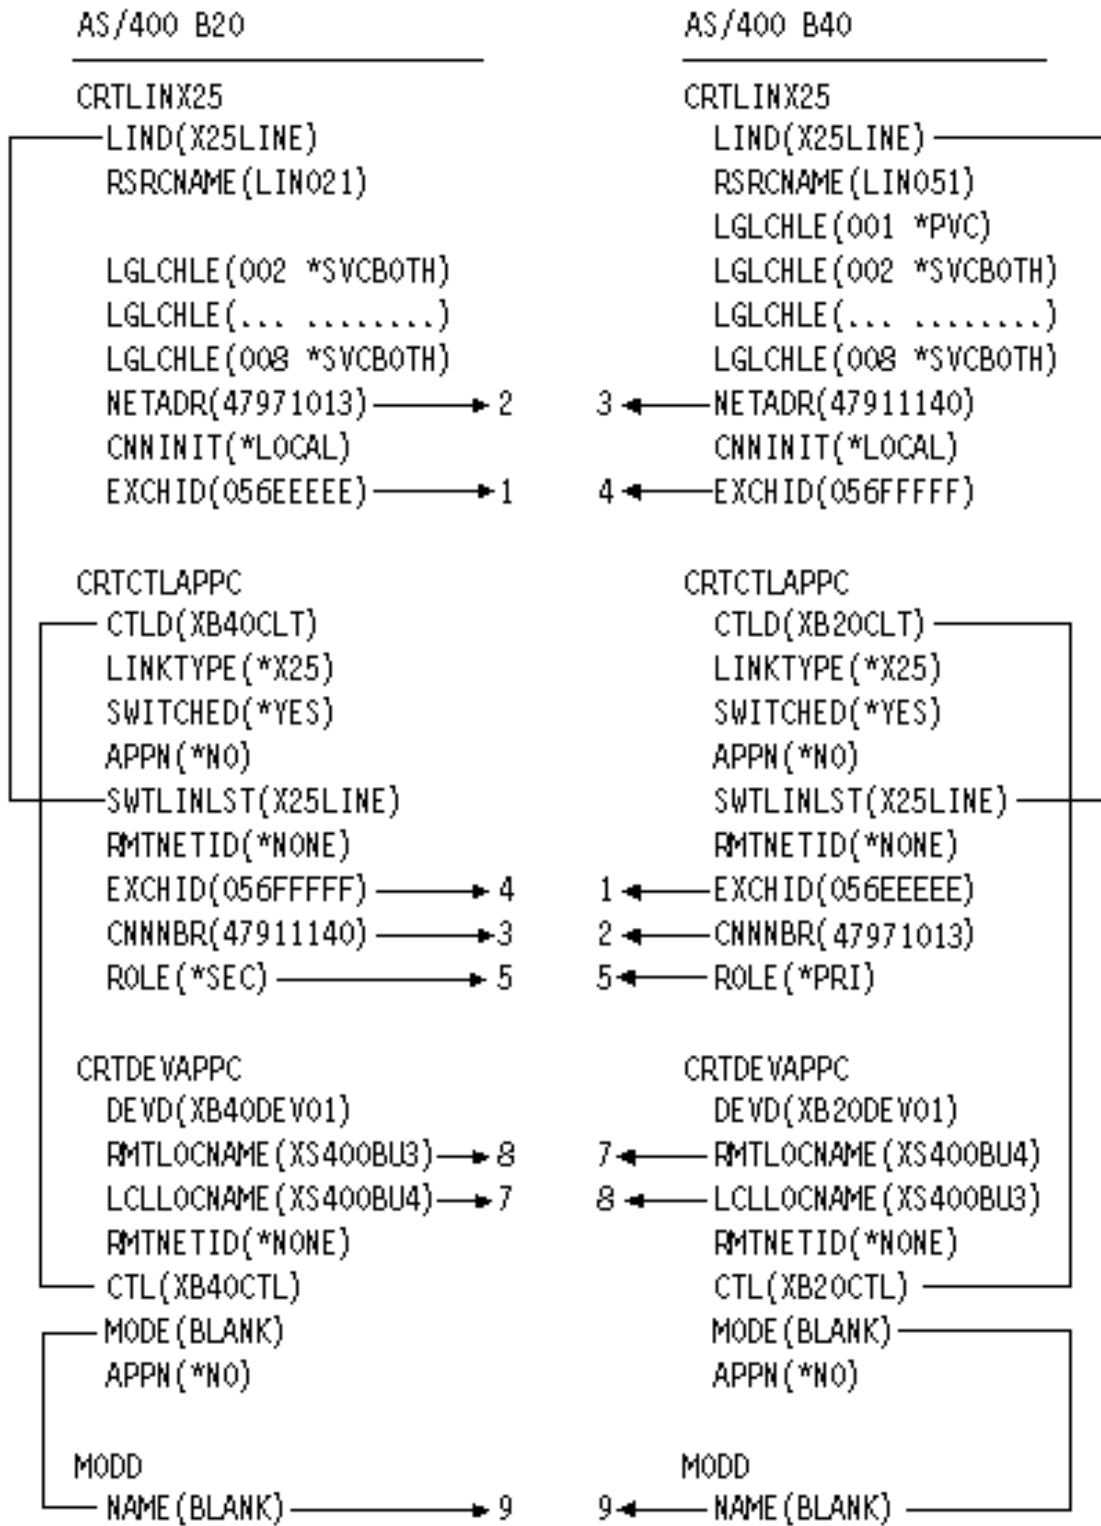 AS/400 B20
CRTLINX25
LIND(X25LINE)
RSRCNAME(LIN021)
LGLCHLE(002 *SVCBOTH)
LGLCHLE(... ........)
LGLCHLE(008 *SVCBOTH)
NETADR(47971013) 2
CNNINIT(*LOCAL)
EXCHID(056EEEEE) 1
CRTCTLAPPC
CTLD(XB40CLT)
LINKTYPE(*X25)
SWITCHED(*YES)
APPN(*NO)
SWTLINLST(X25LINE)
RMTNETID(*NONE)
EXCHID(056FFFFF) 4
CNNNBR(47911140) 3
ROLE(*SEC) 5
CRTDEVAPPC
DEVD(XB40DEV01)
RMTLOCNAME(XS400BU3) 8
LCLLOCNAME(XS400BU4) 7
RMTNETID(*NONE)
CTL(XB40CTL)
MODE(BLANK)
APPN(*NO)
MODD
NAME(BLANK) 9
AS/400 B40
CRTLINX25
LIND(X25LINE)
RSRCNAME(LIN051)
LGLCHLE(001 *PVC)
LGLCHLE(002 *SVCBOTH)
LGLCHLE(... ........)
LGLCHLE(008 *SVCBOTH)
3 NETADR(47911140)
CNNINIT(*LOCAL)
4 EXCHID(056FFFFF)
CRTCTLAPPC
CTLD(XB20CLT)
LINKTYPE(*X25)
SWITCHED(*YES)
APPN(*NO)
SWTLINLST(X25LINE)
RMTNETID(*NONE)
1 EXCHID(056EEEEE)
2 CNNNBR(47971013)
5 ROLE(*PRI)
CRTDEVAPPC
DEVD(XB20DEV01)
7 RMTLOCNAME(XS400BU4)
8 LCLLOCNAME(XS400BU3)
RMTNETID(*NONE)
CTL(XB20CTL)
MODE(BLANK)
APPN(*NO)
MODD
9 NAME(BLANK)